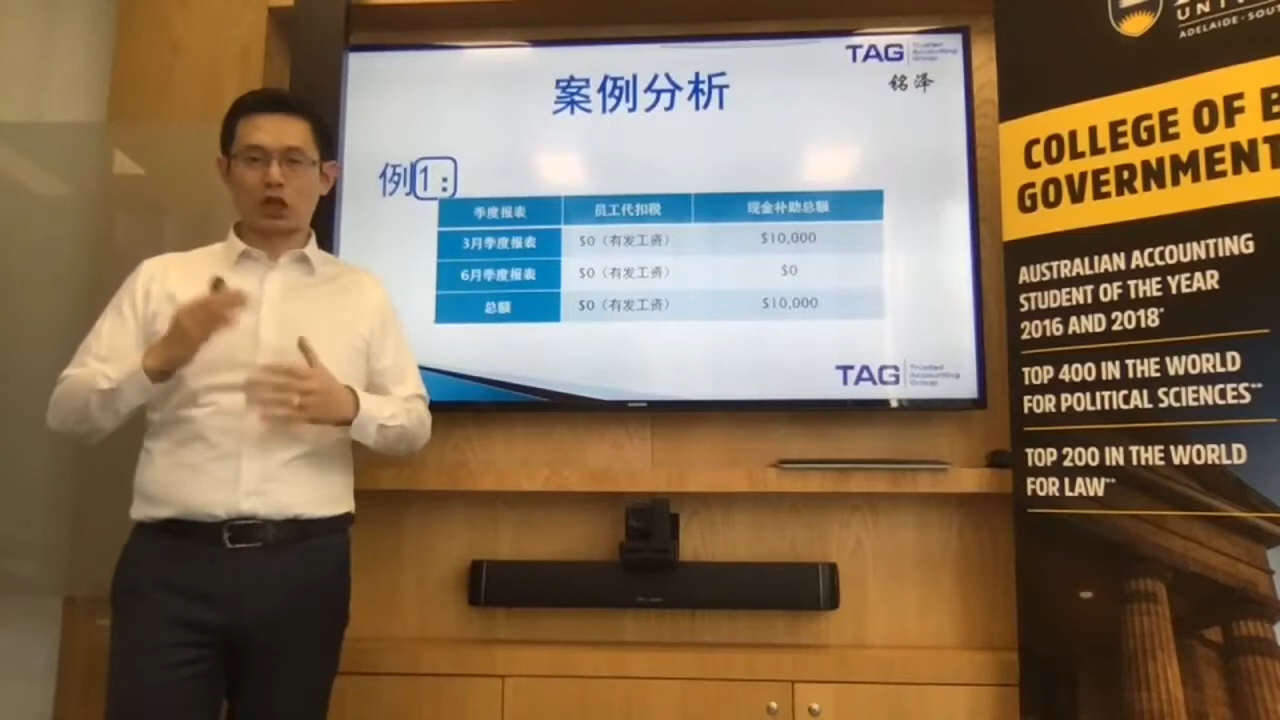 TAG Trusted Accounting Group
铭泽
案例分析
例1：
季度报表 员工代扣税 现金补助总额
3月季度报表 $0（有发工资） $10,000
6月季度报表 $0（有发工资） $0
总额 $0（有发工资） $10,000
TAG Trusted Accounting Group
ADELAIDE · SOUT
COLLEGE OF B
GOVERNMENT
AUSTRALIAN ACCOUNTING
STUDENT OF THE YEAR
2016 AND 2018*
TOP 400 IN THE WORLD
FOR POLITICAL SCIENCES**
TOP 200 IN THE WORLD
FOR LAW**